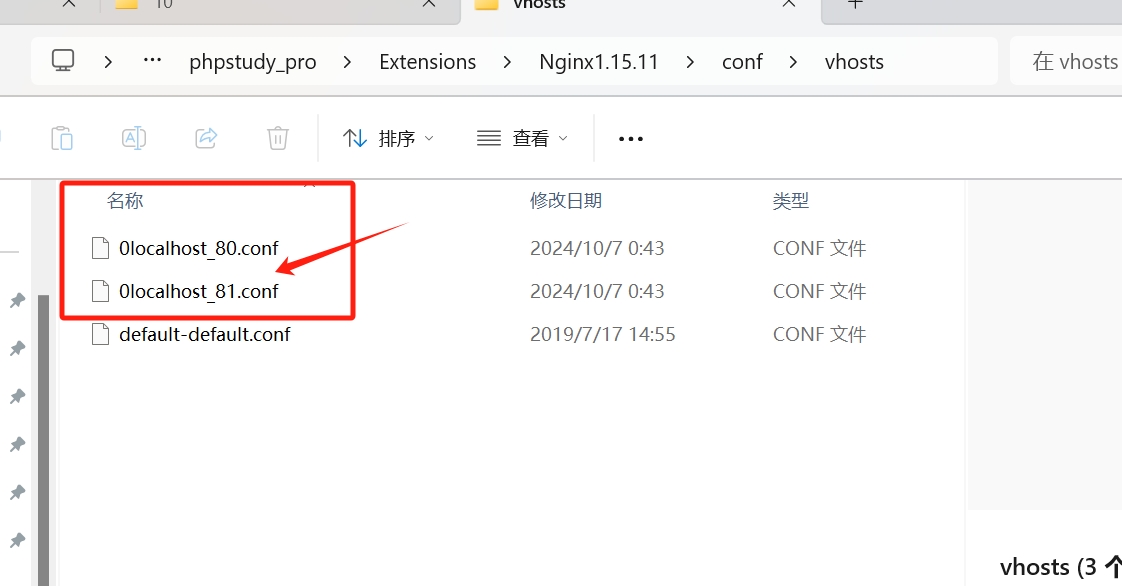 10 vhosts
phpstudy_pro Extensions Nginx1.15.11 conf vhosts 在 vhosts
排序 查看
名称 修改日期 类型
0localhost_80.conf 2024/10/7 0:43 CONF 文件
0localhost_81.conf 2024/10/7 0:43 CONF 文件
default-default.conf 2019/7/17 14:55 CONF 文件
vhosts (3 个